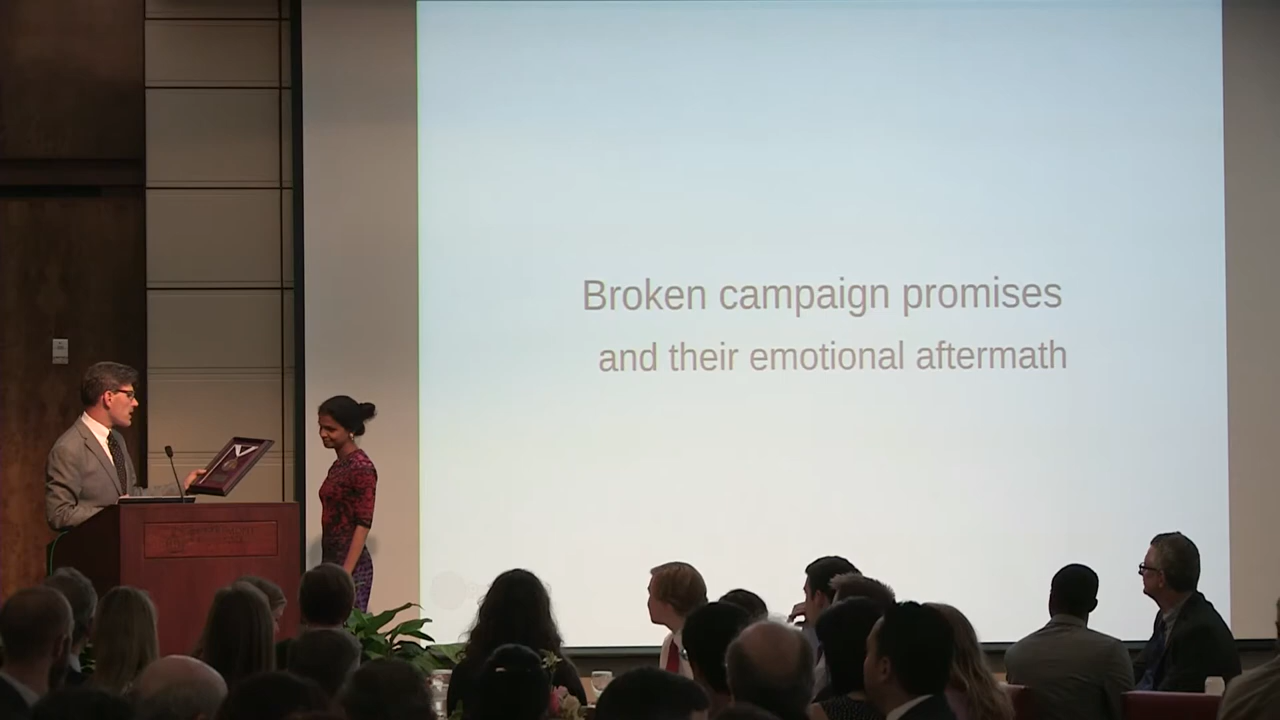 Broken campaign promises
and their emotional aftermath